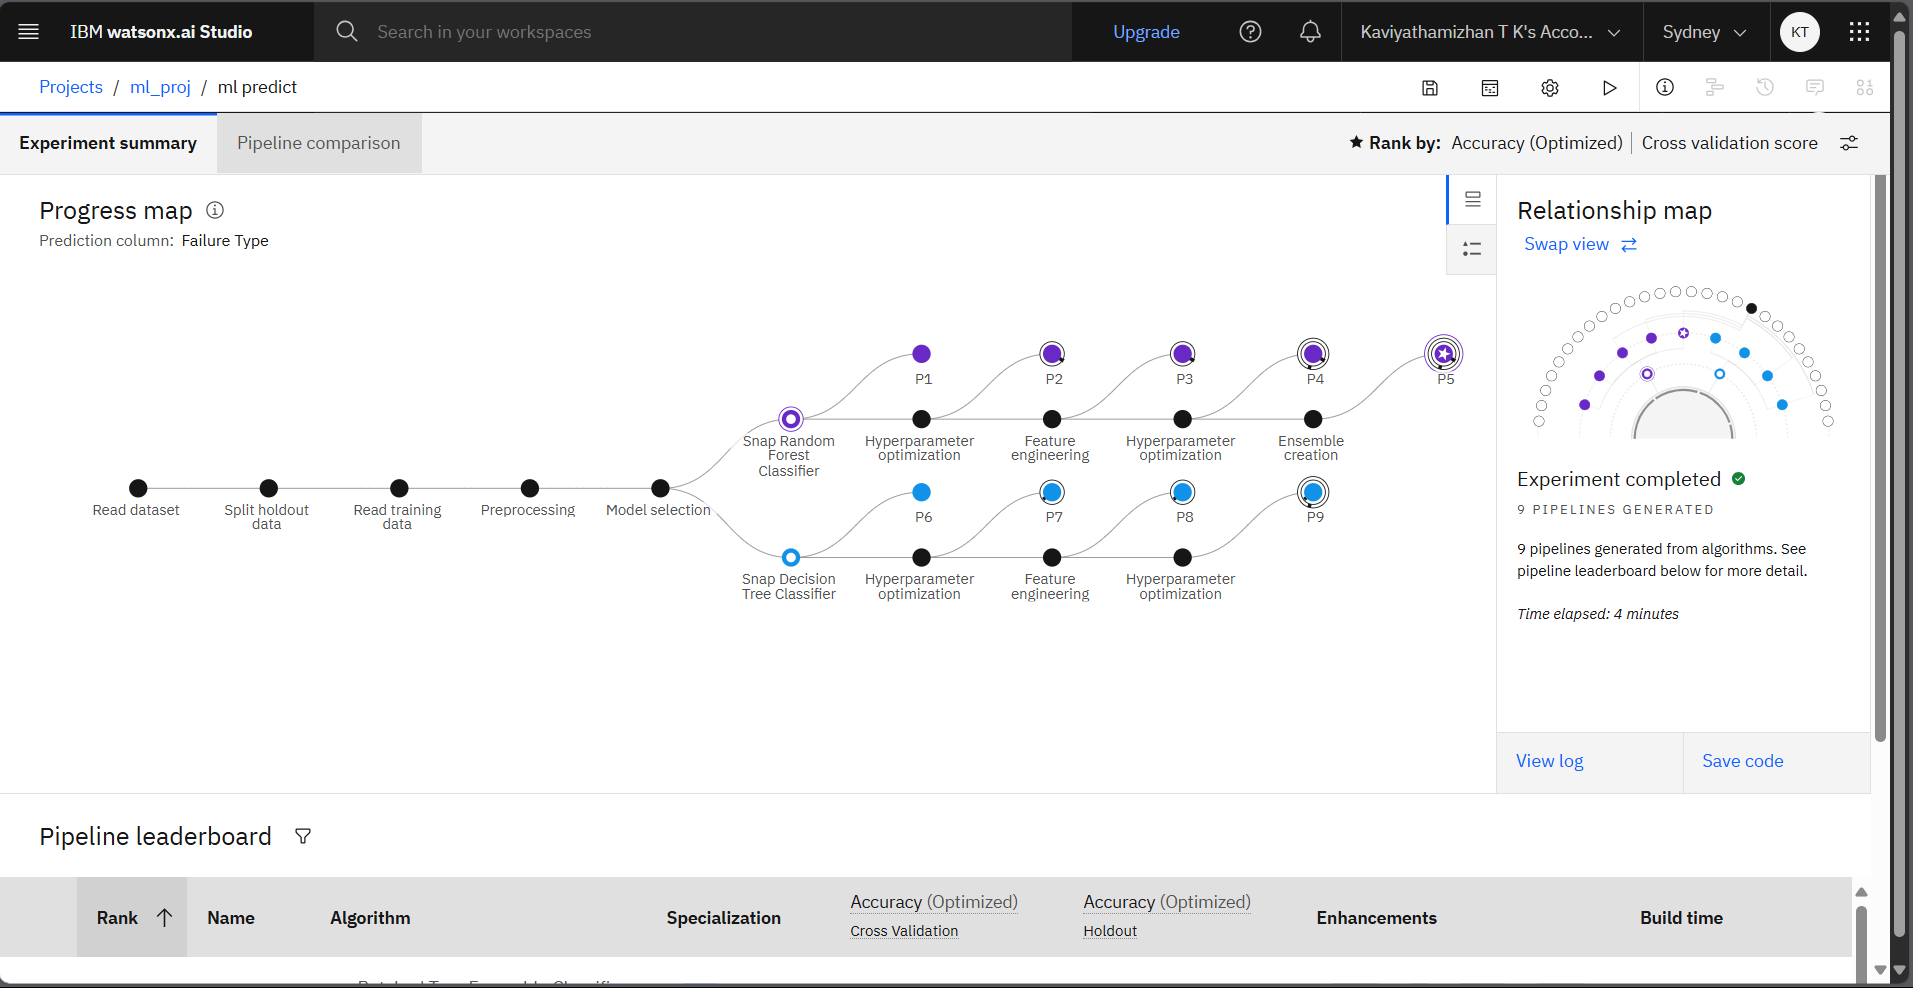 IBM watsonx.ai Studio
Search in your workspaces
Upgrade
Kaviyathamizhan T K's Acco...
Sydney
KT
Projects / ml_proj / ml predict
Experiment summary
Pipeline comparison
Rank by: Accuracy (Optimized) | Cross validation score
Progress map
Prediction column: Failure Type
Relationship map
Swap view
P1
P2
P3
P4
P5
Snap Random
Forest
Classifier
Hyperparameter
optimization
Feature
engineering
Hyperparameter
optimization
Ensemble
creation
Read dataset
Split holdout
data
Read training
data
Preprocessing
Model selection
P6
P7
P8
P9
Snap Decision
Tree Classifier
Hyperparameter
optimization
Feature
engineering
Hyperparameter
optimization
Experiment completed
9 PIPELINES GENERATED
9 pipelines generated from algorithms. See
pipeline leaderboard below for more detail.
Time elapsed: 4 minutes
View log
Save code
Pipeline leaderboard
Rank
Name
Algorithm
Specialization
Accuracy (Optimized)
Cross Validation
Accuracy (Optimized)
Holdout
Enhancements
Build time